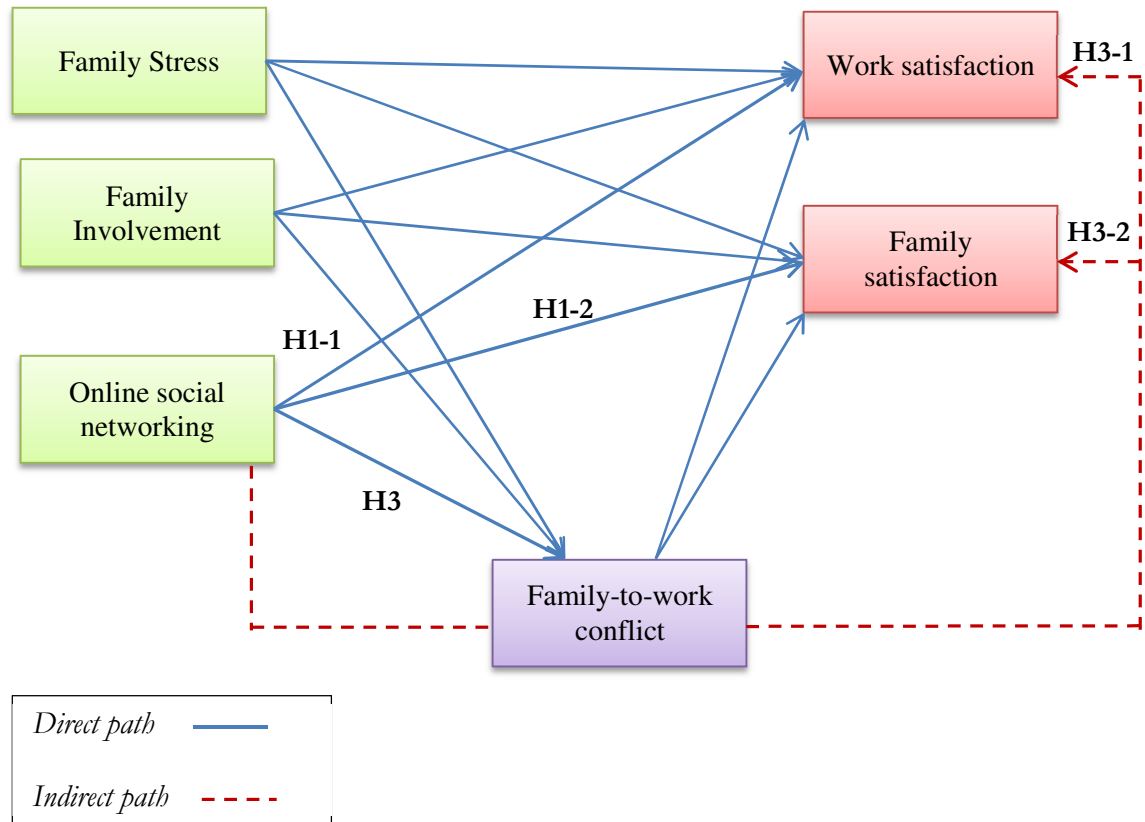 Family Stress
Work satisfaction
H3-1
Family
Involvement
Family
satisfaction
H3-2
H1-2
H1-1
Online social
networking
H3
Family-to-work
conflict
Direct path
Indirect path